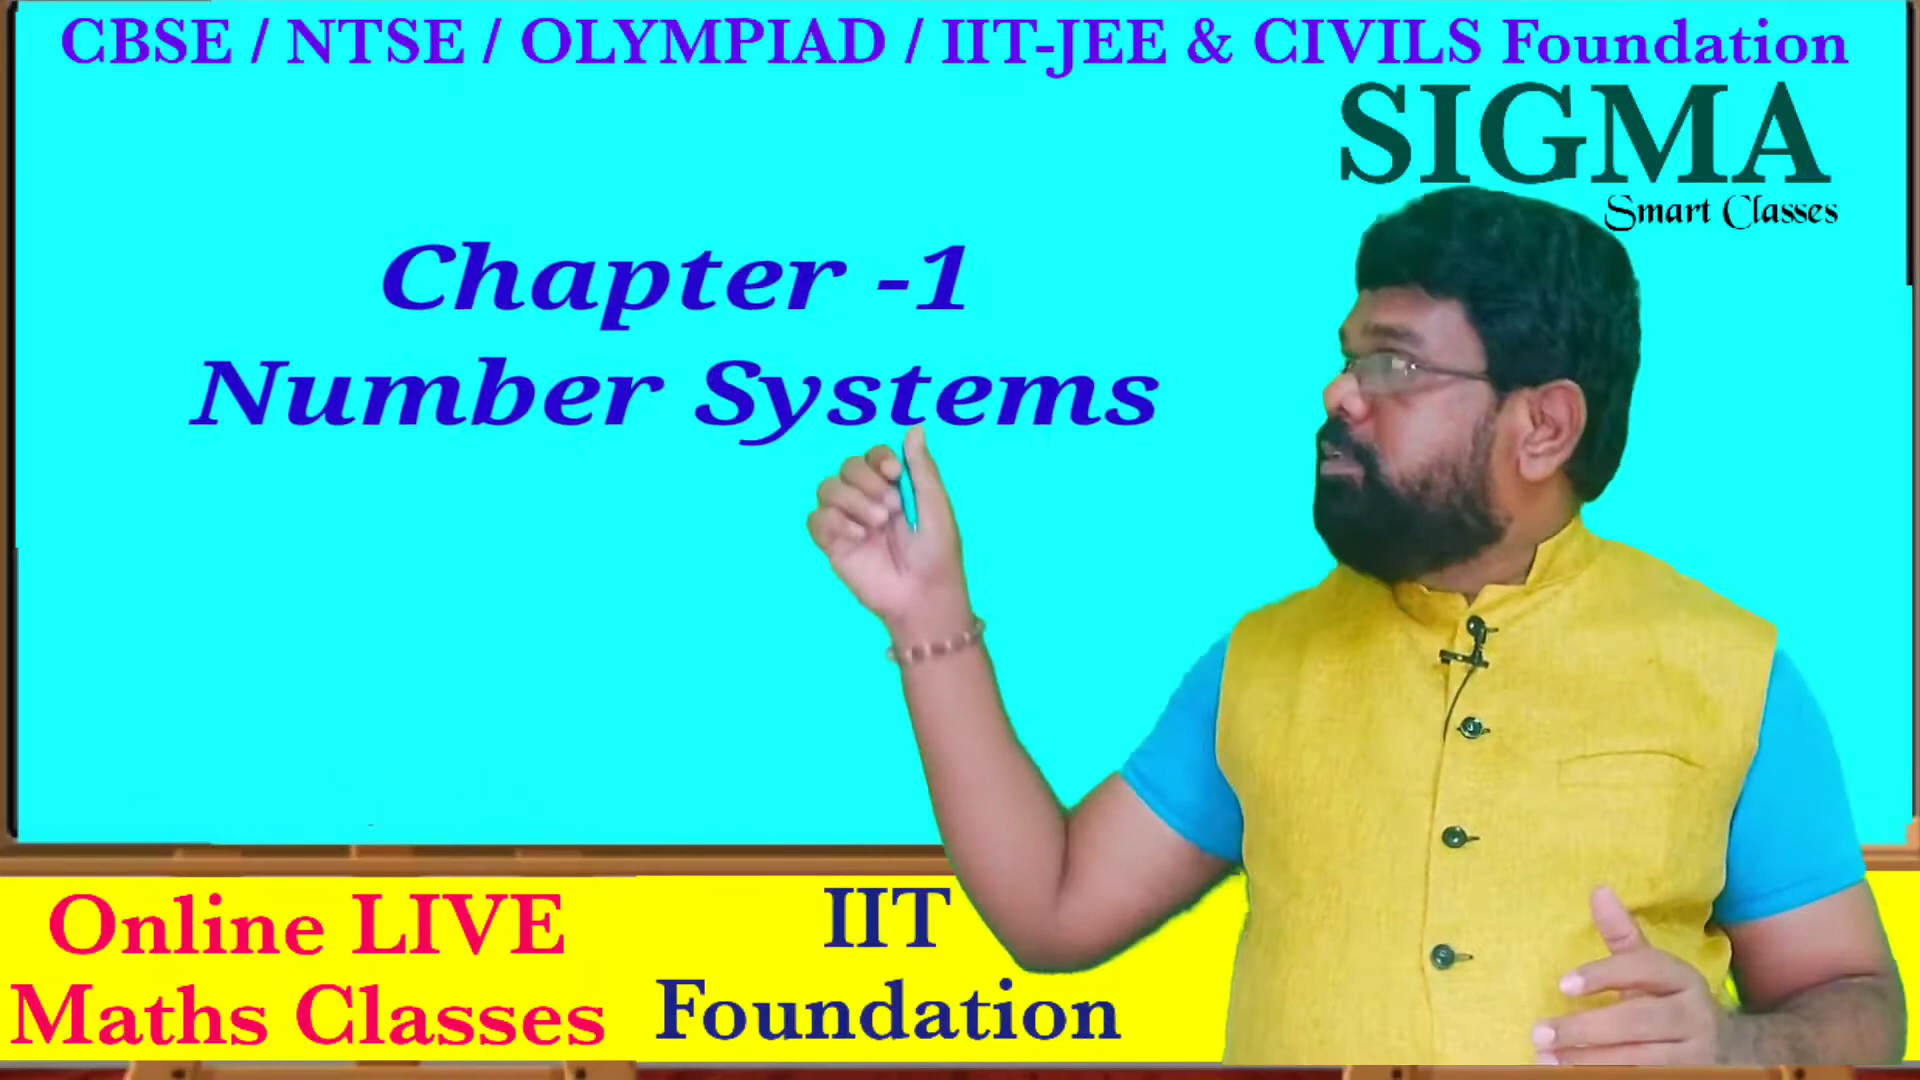 CBSE / NTSE / OLYMPIAD / IIT-JEE & CIVILS Foundation
SIGMA
Smart Classes
Chapter -1
Number Systems
Online LIVE
Maths Classes
IIT
Foundation